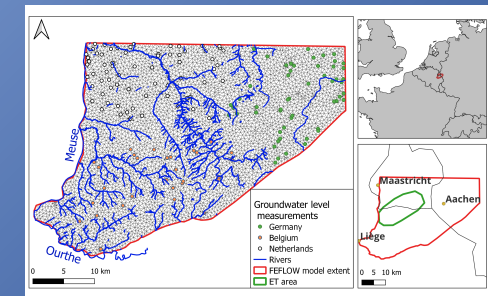 Meuse
Ourthe
0 5 10 km
Groundwater level
measurements
Germany
Belgium
Netherlands
Rivers
FEFLOW model extent
ET area
Maastricht
Aachen
Liège
0 5 10 km